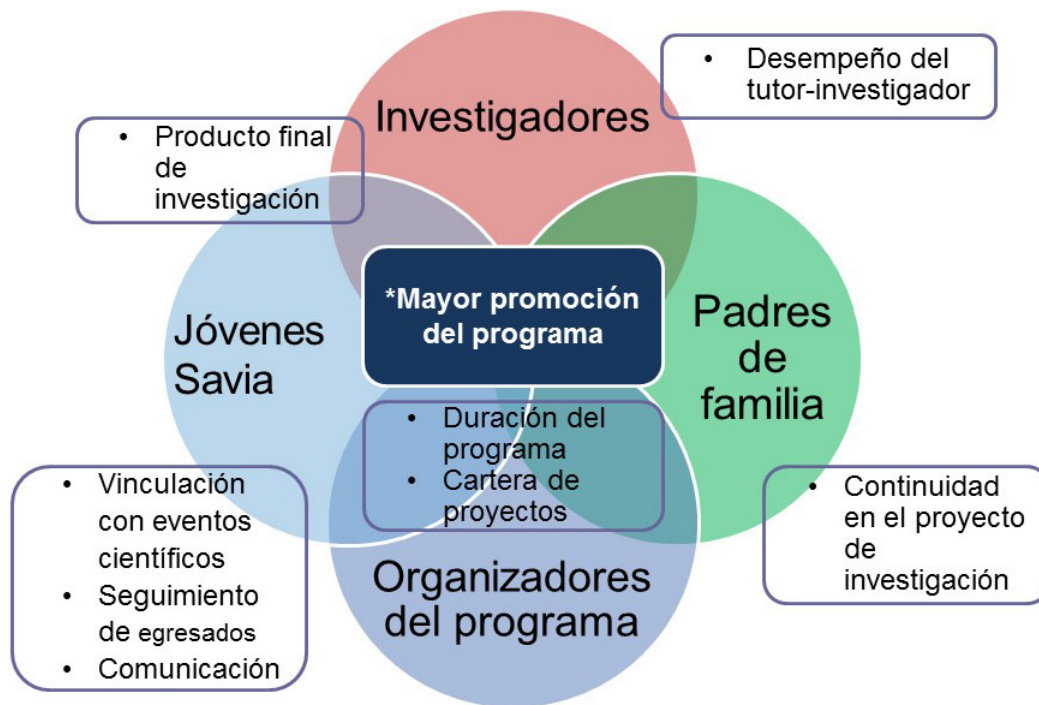 • Desempeño del
tutor-investigador
Investigadores
• Producto final
de
investigación
*Mayor promoción
del programa
Jóvenes
Savia
Padres
de
familia
• Duración del
programa
• Cartera de
proyectos
• Vinculación
con eventos
científicos
• Seguimiento
de egresados
• Comunicación
• Continuidad
en el proyecto
de
investigación
Organizadores
del programa